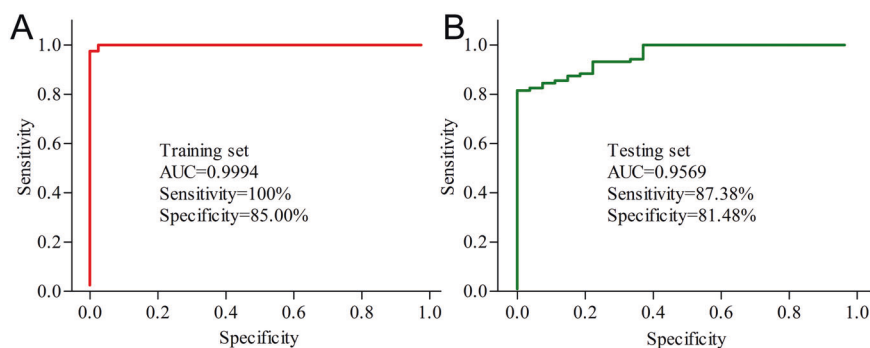 A
Sensitivity
1.0
0.8
0.6
0.4
0.2
0.0
Training set
AUC=0.9994
Sensitivity=100%
Specificity=85.00%
0.0 0.2 0.4 0.6 0.8 1.0
Specificity
B
Sensitivity
1.0
0.8
0.6
0.4
0.2
0.0
Testing set
AUC=0.9569
Sensitivity=87.38%
Specificity=81.48%
0.0 0.2 0.4 0.6 0.8 1.0
Specificity